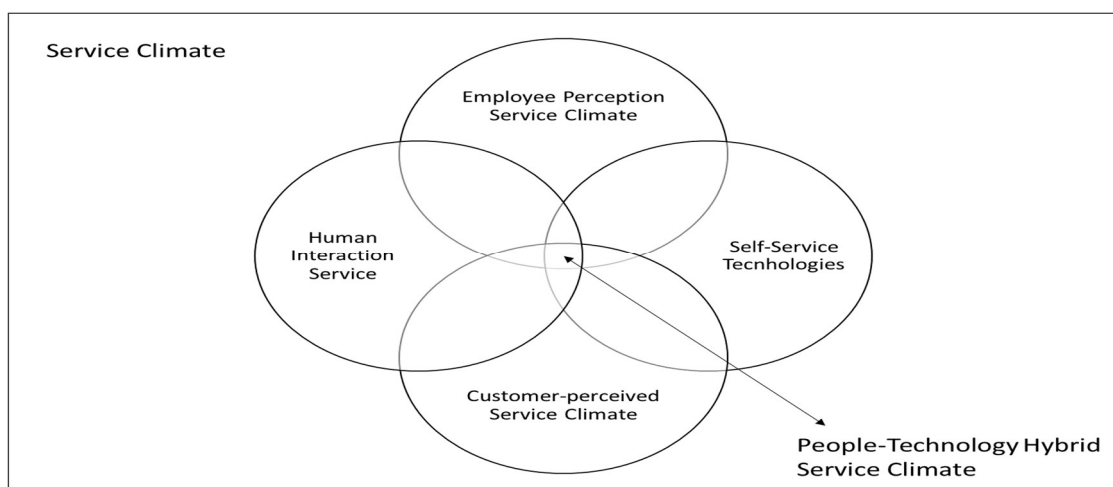 Service Climate
Employee Perception
Service Climate
Human
Interaction
Service
Self-Service
Tecnhologies
Customer-perceived
Service Climate
People-Technology Hybrid
Service Climate